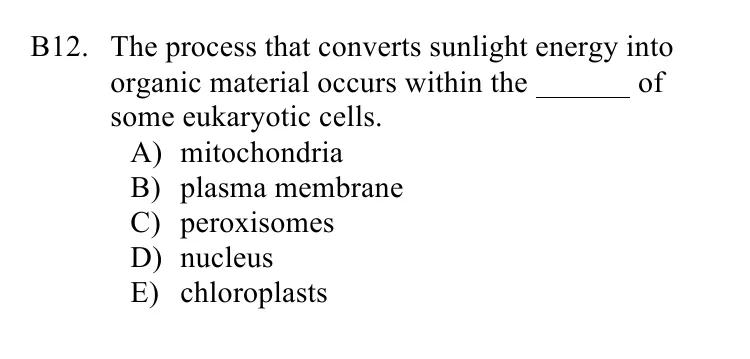 B12. The process that converts sunlight energy into
organic material occurs within the ______ of
some eukaryotic cells.
A) mitochondria
B) plasma membrane
C) peroxisomes
D) nucleus
E) chloroplasts